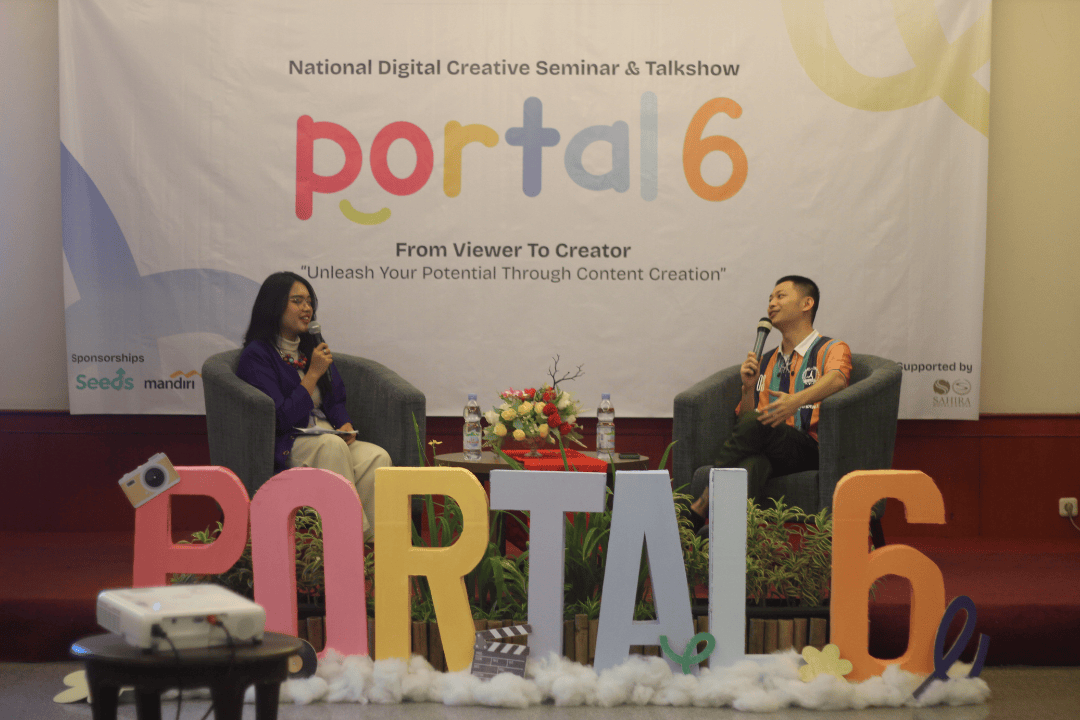 National Digital Creative Seminar & Talkshow
portal 6
From Viewer To Creator
"Unleash Your Potential Through Content Creation"
Sponsorships
Seeds
mandiri
Supported by
SAHIRA
PORTAL 6